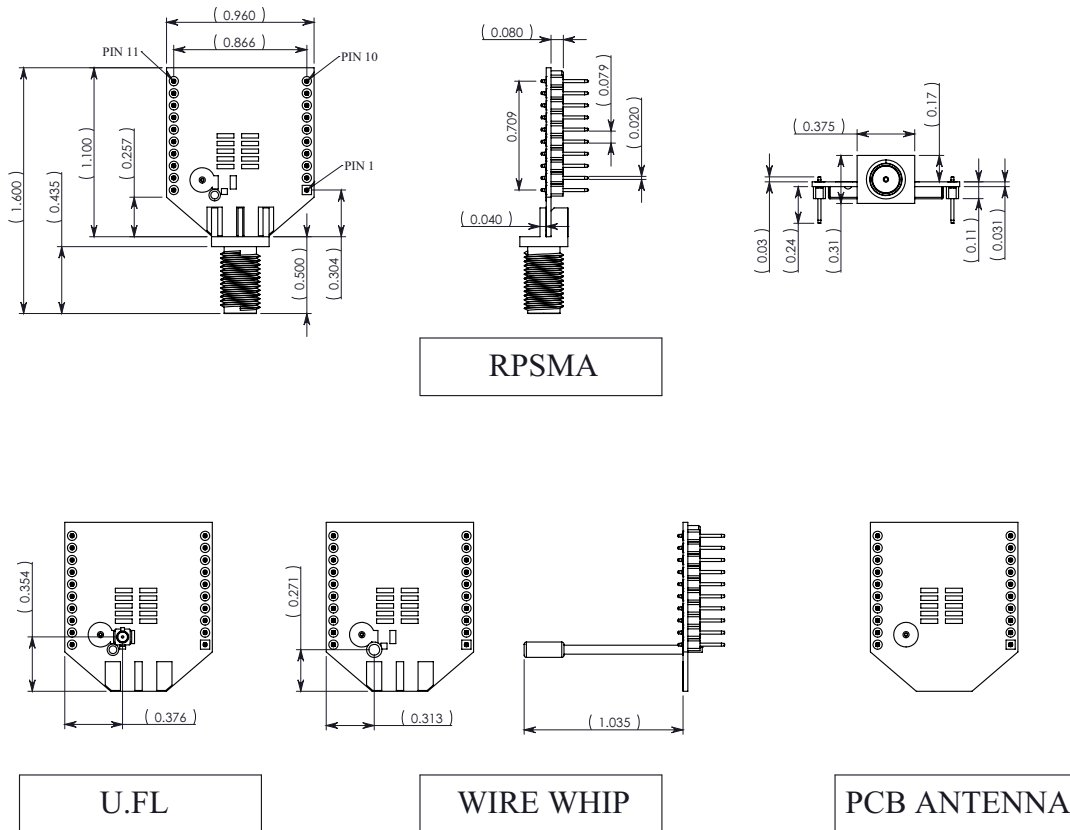 ( 0.960 )
( 0.866 )
PIN 11
PIN 10
PIN 1
( 1.600 )
( 0.435 )
( 1.100 )
( 0.257 )
( 0.500 )
( 0.304 )
( 0.080 )
0.709
( 0.079 )
( 0.020 )
( 0.040 )
( 0.375 )
( 0.17 )
( 0.03 )
( 0.24 )
( 0.31 )
( 0.11 )
( 0.031 )
RPSMA
( 0.354 )
( 0.376 )
( 0.271 )
( 0.313 )
( 1.035 )
U.FL
WIRE WHIP
PCB ANTENNA